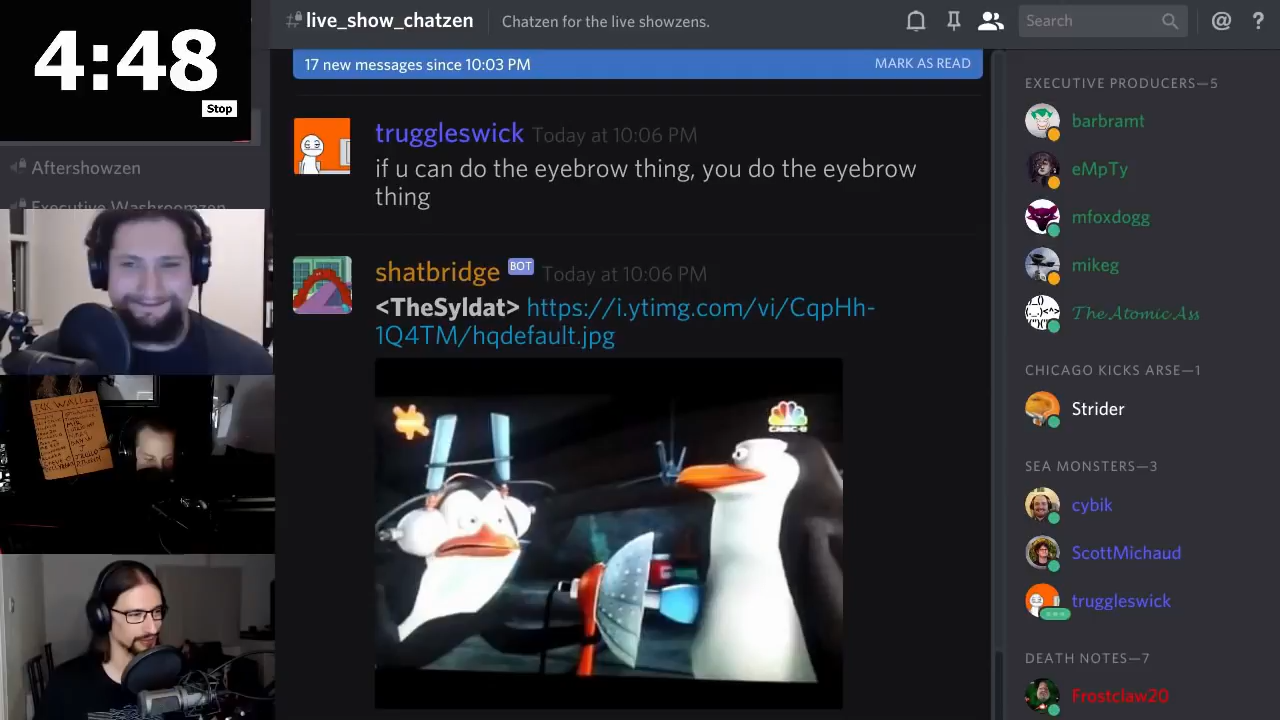 4:48
Stop
Aftershowzen
Executive Washroomzen
live_show_chatzen
Chatzen for the live showzens.
Search
17 new messages since 10:03 PM
MARK AS READ
truggleswick Today at 10:06 PM
if u can do the eyebrow thing, you do the eyebrow
thing
shatbridge BOT Today at 10:06 PM
<TheSyldat> https://i.ytimg.com/vi/CqpHh-
1Q4TM/hqdefault.jpg
EXECUTIVE PRODUCERS—5
barbramt
eMpTy
mfoxdogg
mikeg
The Atomic Ass
CHICAGO KICKS ARSE—1
Strider
SEA MONSTERS—3
cybik
ScottMichaud
truggleswick
DEATH NOTES—7
Frostclaw20